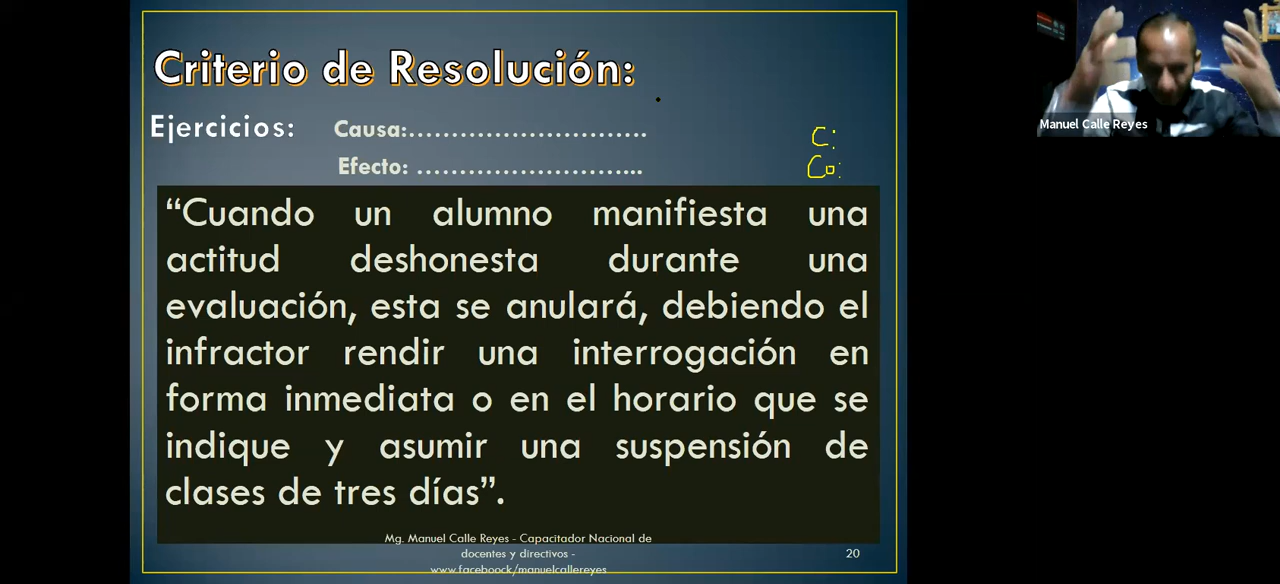 Criterio de Resolución:
Ejercicios: Causa:............................
Efecto: ...........................
C:
Co:
“Cuando un alumno manifiesta una
actitud deshonesta durante una
evaluación, esta se anulará, debiendo el
infractor rendir una interrogación en
forma inmediata o en el horario que se
indique y asumir una suspensión de
clases de tres días”.
Mg. Manuel Calle Reyes - Capacitador Nacional de
docentes y directivos -
www.faceboock/manuelcallereyes
20
Manuel Calle Reyes